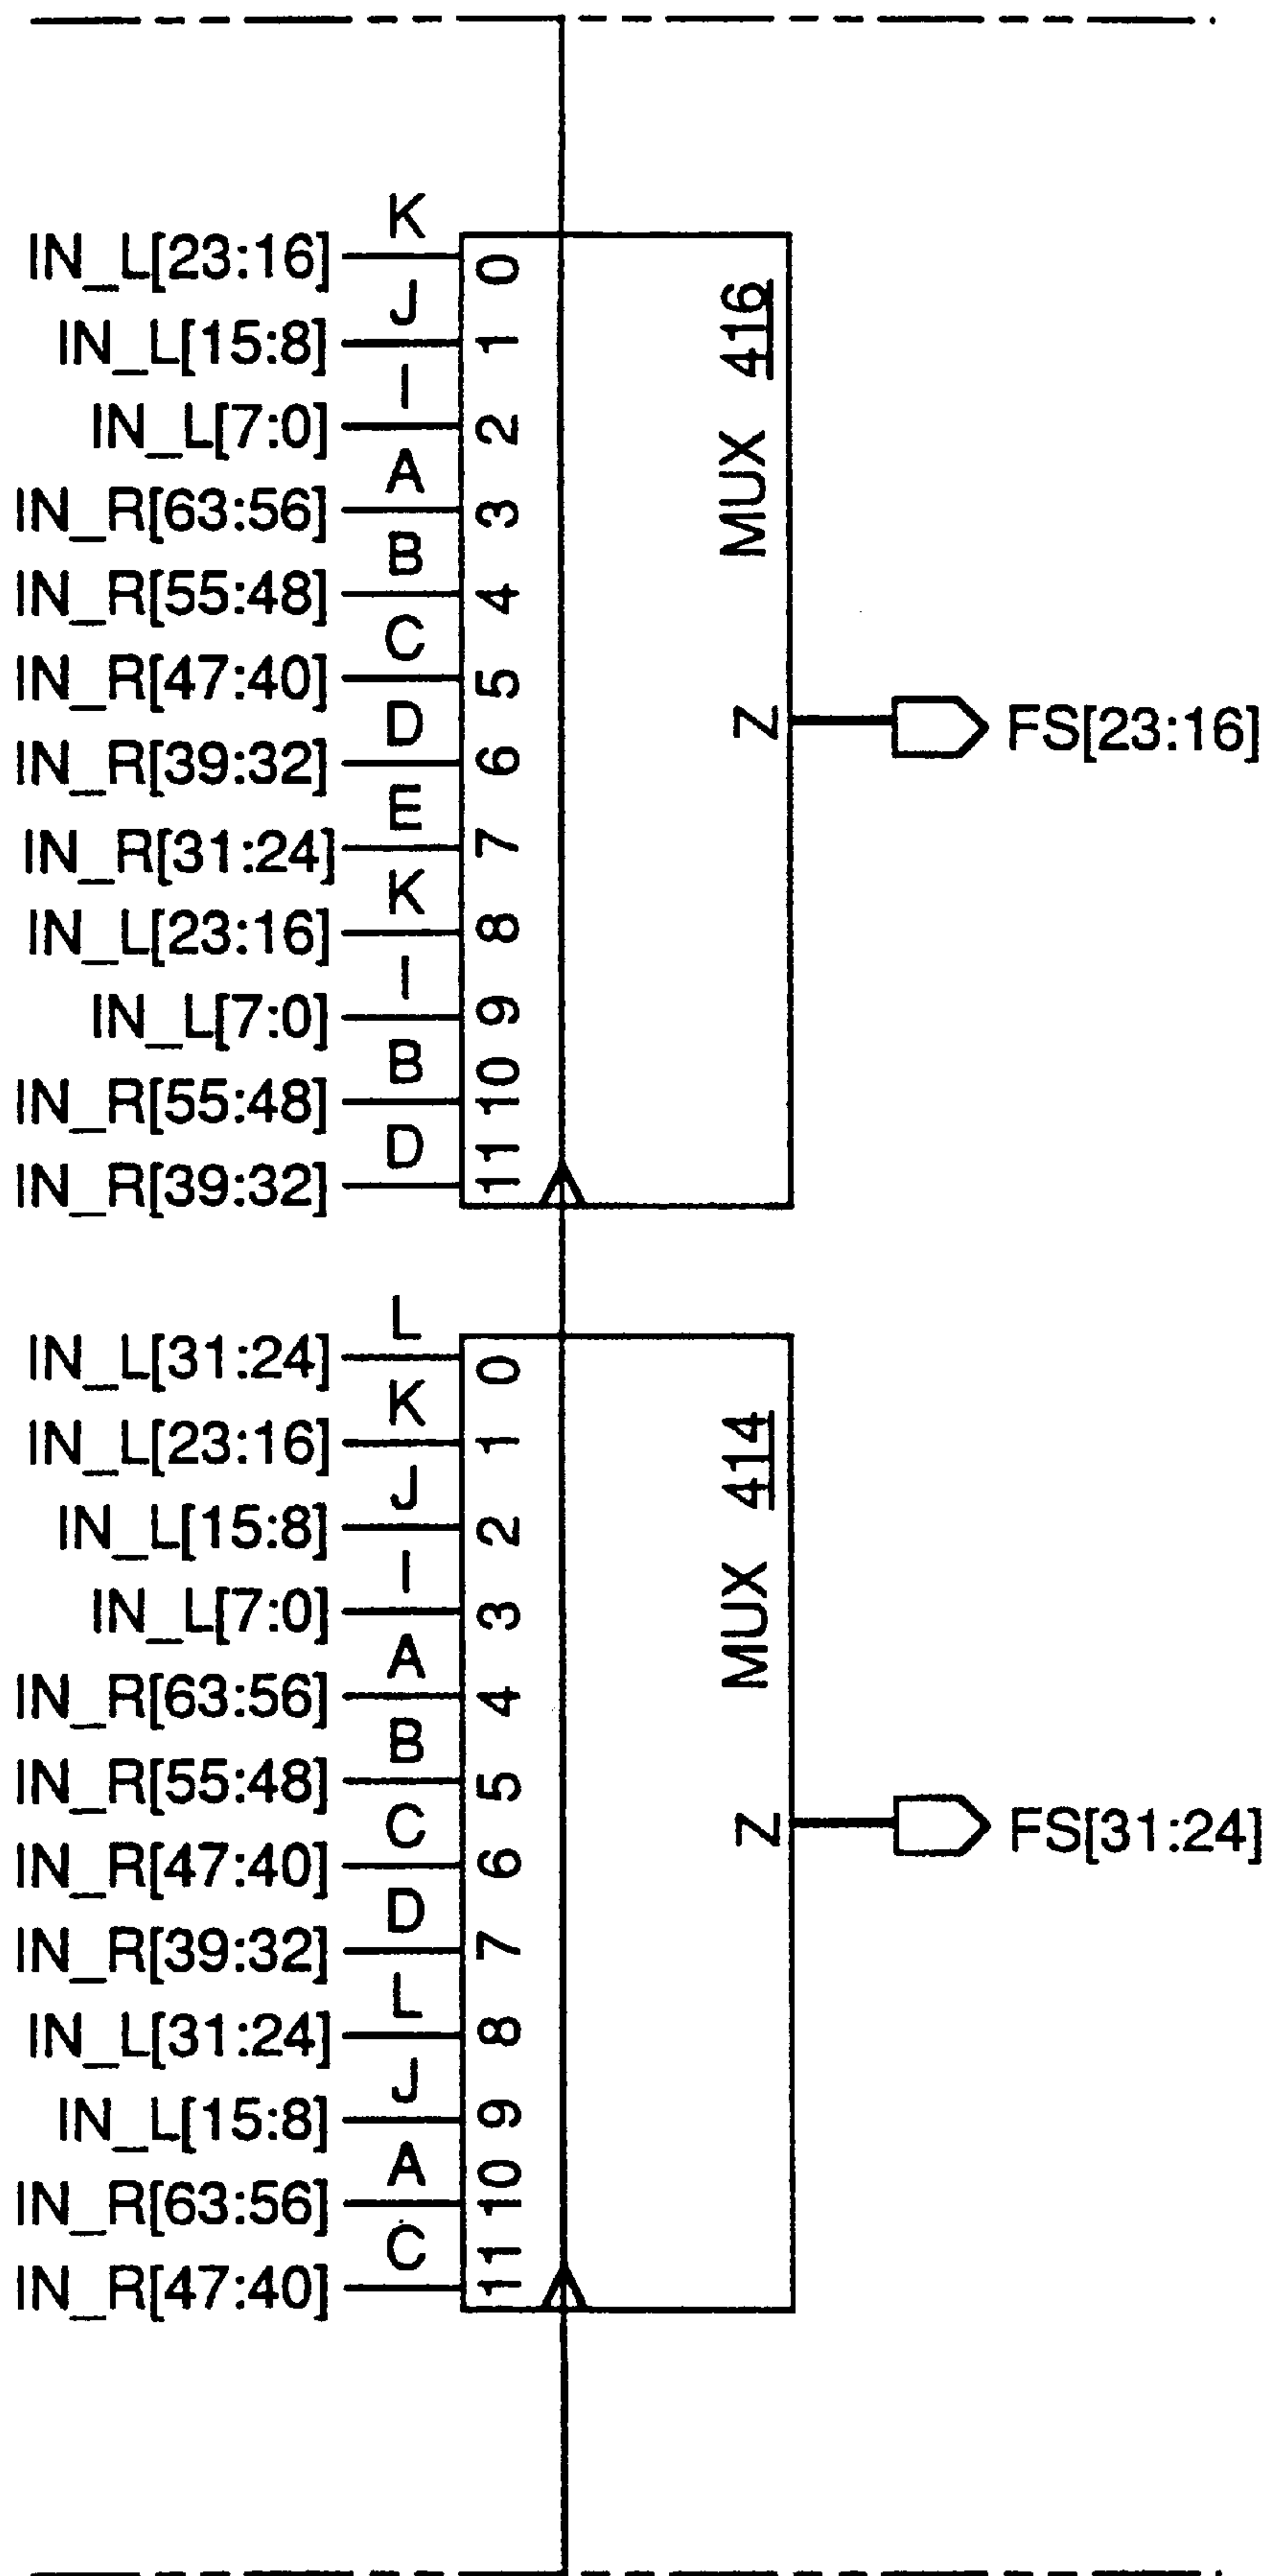 K
IN_L[23:16] 0
J
IN_L[15:8] 1
I
IN_L[7:0] 2
A
IN_R[63:56] 3
B
IN_R[55:48] 4
C
IN_R[47:40] 5
D
IN_R[39:32] 6
E
IN_R[31:24] 7
K
IN_L[23:16] 8
I
IN_L[7:0] 9
B
IN_R[55:48] 10
D
IN_R[39:32] 11
MUX 416
Z
FS[23:16]
L
IN_L[31:24] 0
K
IN_L[23:16] 1
J
IN_L[15:8] 2
I
IN_L[7:0] 3
A
IN_R[63:56] 4
B
IN_R[55:48] 5
C
IN_R[47:40] 6
D
IN_R[39:32] 7
L
IN_L[31:24] 8
J
IN_L[15:8] 9
A
IN_R[63:56] 10
C
IN_R[47:40] 11
MUX 414
Z
FS[31:24]